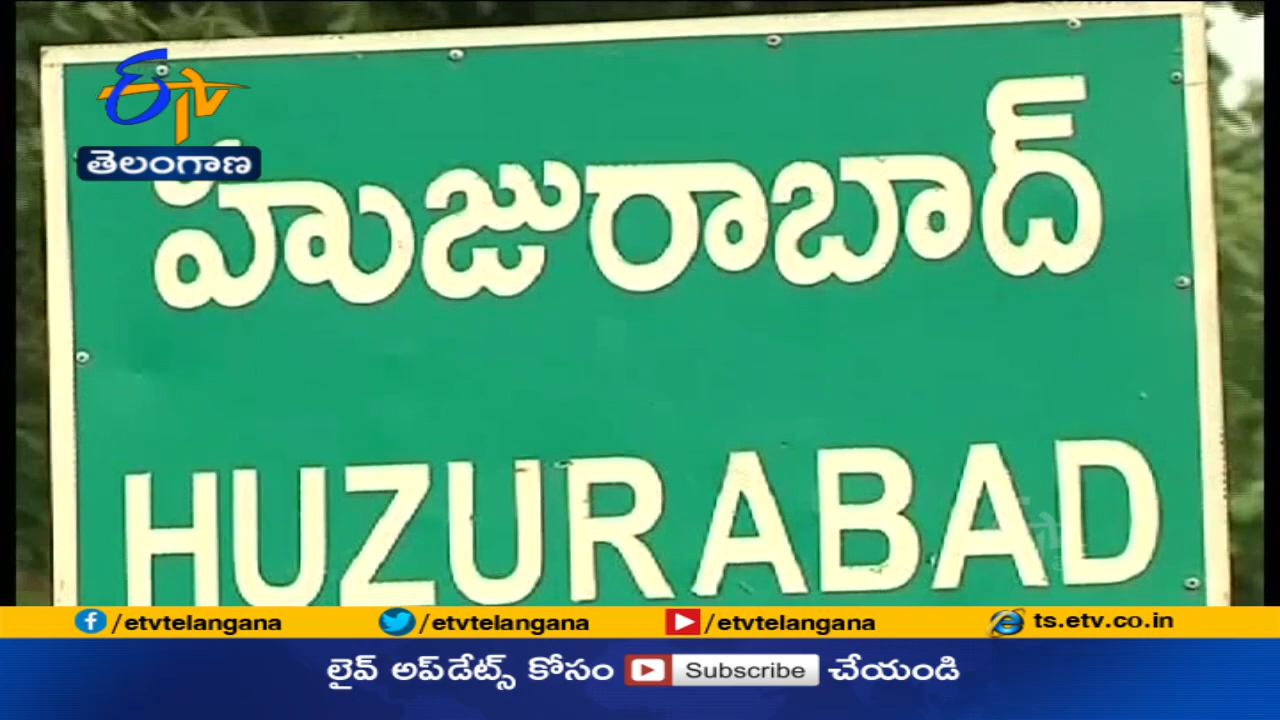 ETV
తెలంగాణ
హుజురాబాద్
HUZURABAD
/etvtelangana /etvtelangana /etvtelangana ts.etv.co.in
లైవ్ అప్‌డేట్స్ కోసం Subscribe చేయండి